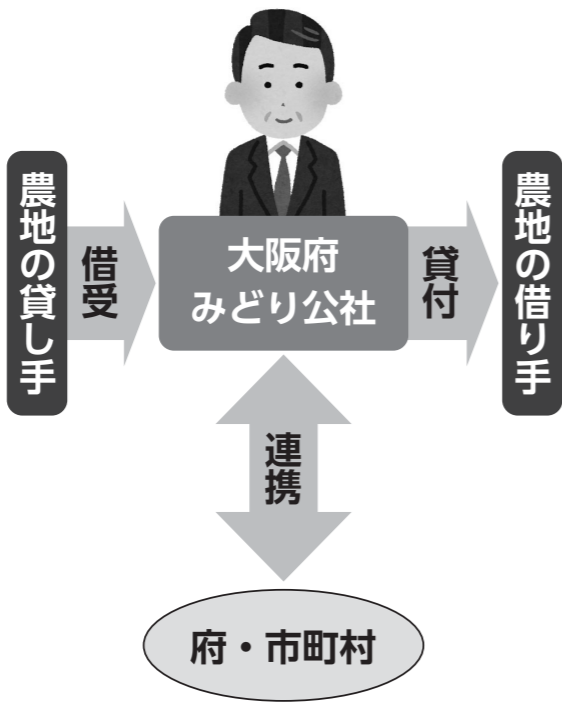 農地の貸し手
借受
大阪府
みどり公社
貸付
農地の借り手
連携
府・市町村